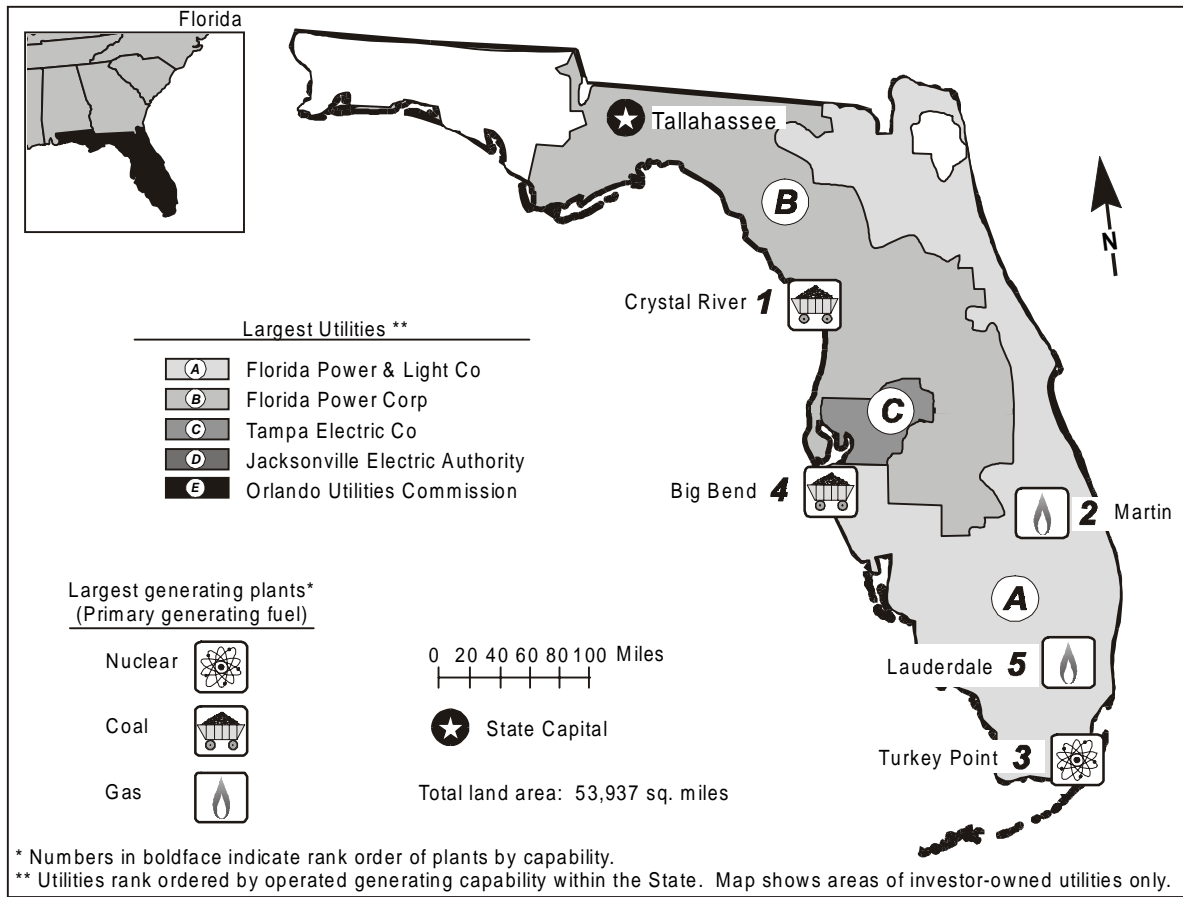 Florida
Tallahassee
B
N
Crystal River 1
Largest Utilities **
A Florida Power & Light Co
B Florida Power Corp
C Tampa Electric Co
D Jacksonville Electric Authority
E Orlando Utilities Commission
C
Big Bend 4
2 Martin
Largest generating plants*
(Primary generating fuel)
A
Nuclear
0 20 40 60 80 100 Miles
Lauderdale 5
Coal
State Capital
Turkey Point 3
Gas
Total land area: 53,937 sq. miles
* Numbers in boldface indicate rank order of plants by capability.
** Utilities rank ordered by operated generating capability within the State. Map shows areas of investor-owned utilities only.